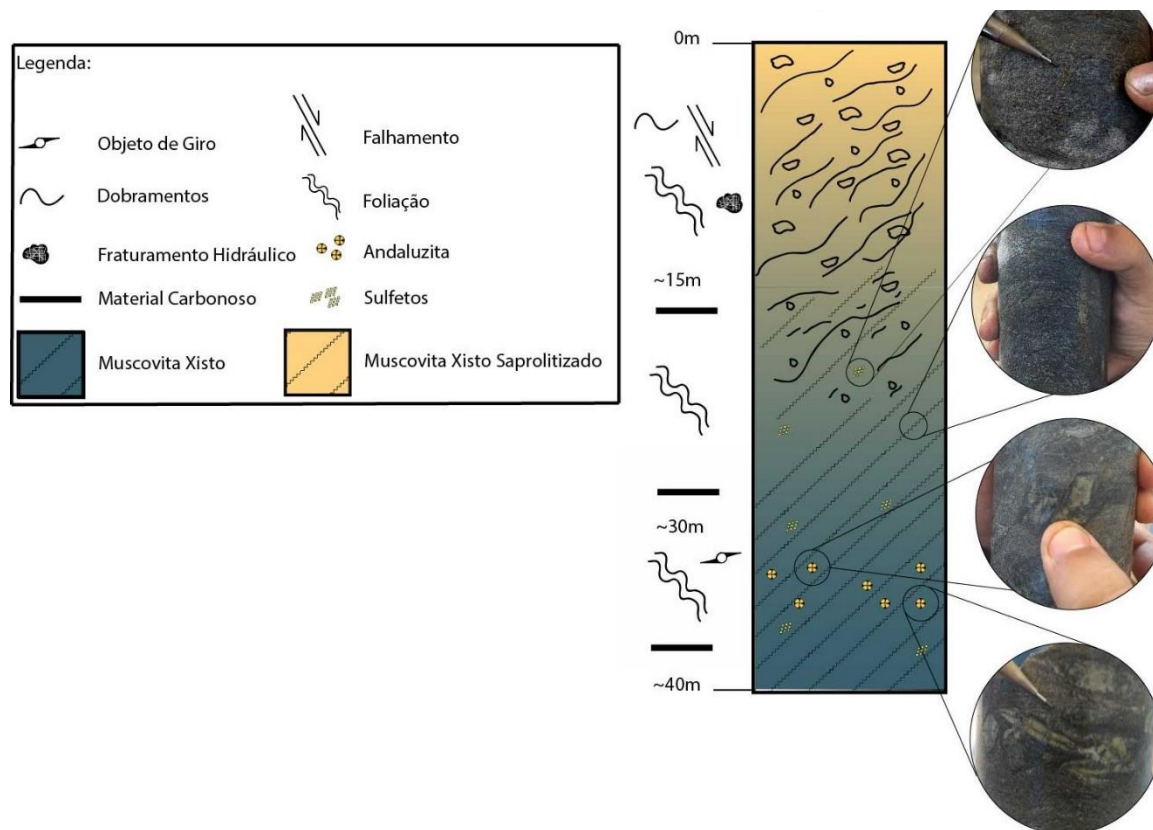 Legenda:
Objeto de Giro
Falhamento
Dobramentos
Foliação
Fraturamento Hidráulico
Andaluzita
Material Carbonoso
Sulfetos
Muscovita Xisto
Muscovita Xisto Saprolitizado
0m
~15m
~30m
~40m